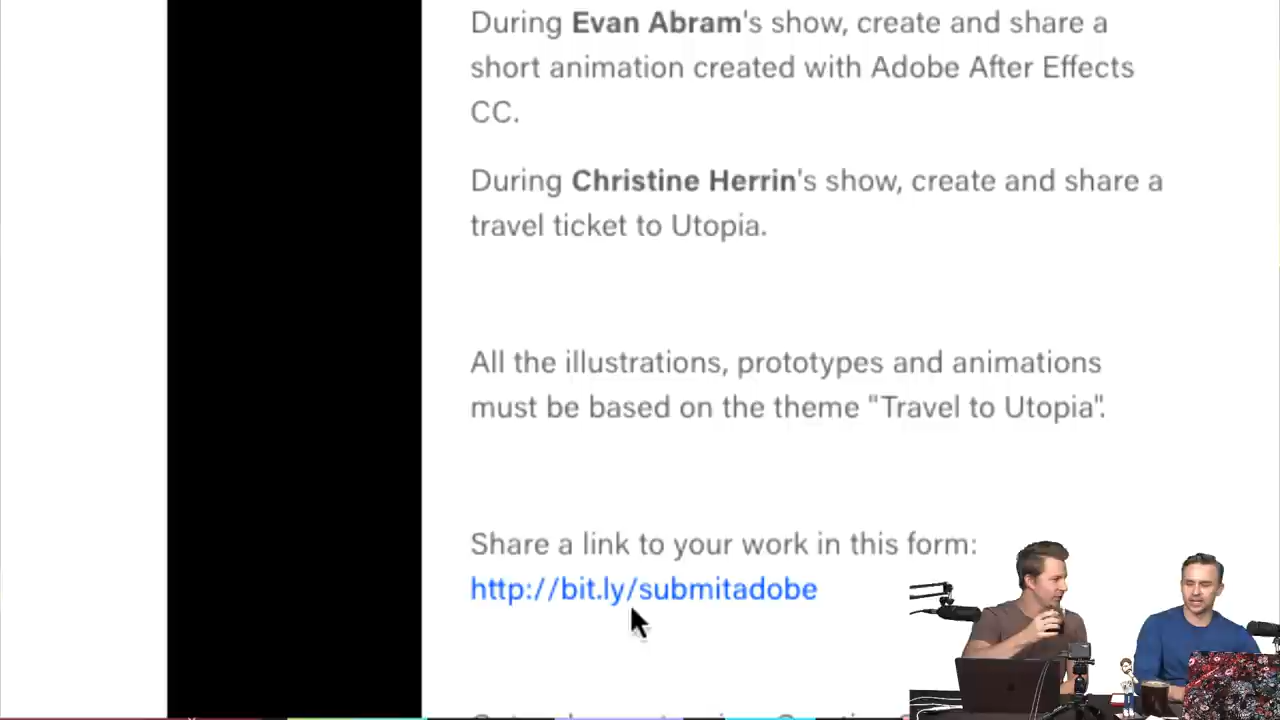 During Evan Abram's show, create and share a
short animation created with Adobe After Effects
CC.
During Christine Herrin's show, create and share a
travel ticket to Utopia.
All the illustrations, prototypes and animations
must be based on the theme "Travel to Utopia".
Share a link to your work in this form:
http://bit.ly/submitadobe